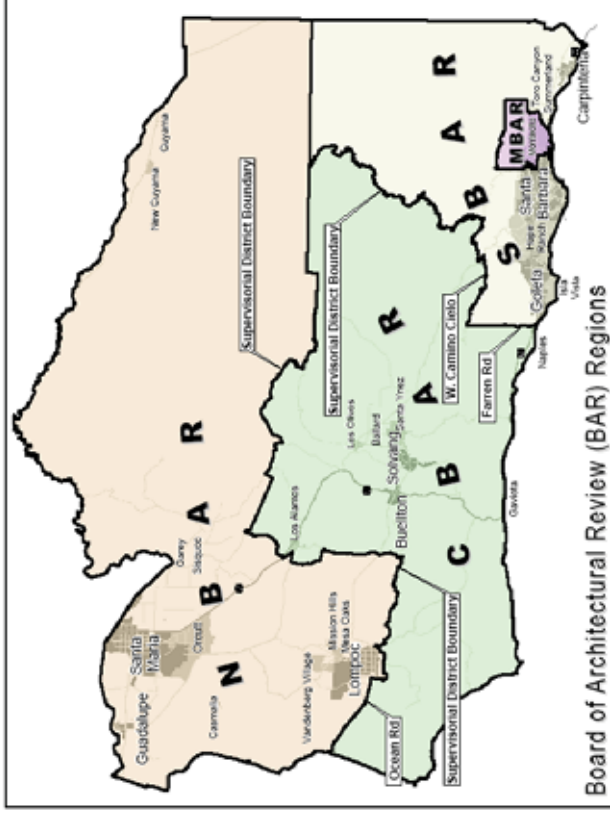 Guadalupe
Santa
Maria
Orcutt
Casmalia
Garey
Sisquoc
New Cuyama
Cuyama
N B A R
Supervisorial District Boundary
Vandenberg Village
Mission Hills
Mesa Oaks
Lompoc
Los Alamos
Supervisorial District Boundary
Los Olivos
Ballard
Santa Ynez
Solvang
Buellton
C B A R
Ocean Rd
Supervisorial District Boundary
Gaviota
W. Camino Cielo
Farren Rd
Naples
S B A R
MBAR
Goleta
Isla
Vista
Hope
Ranch
Santa
Barbara
Toro Canyon
Summerland
Carpinteria
Board of Architectural Review (BAR) Regions